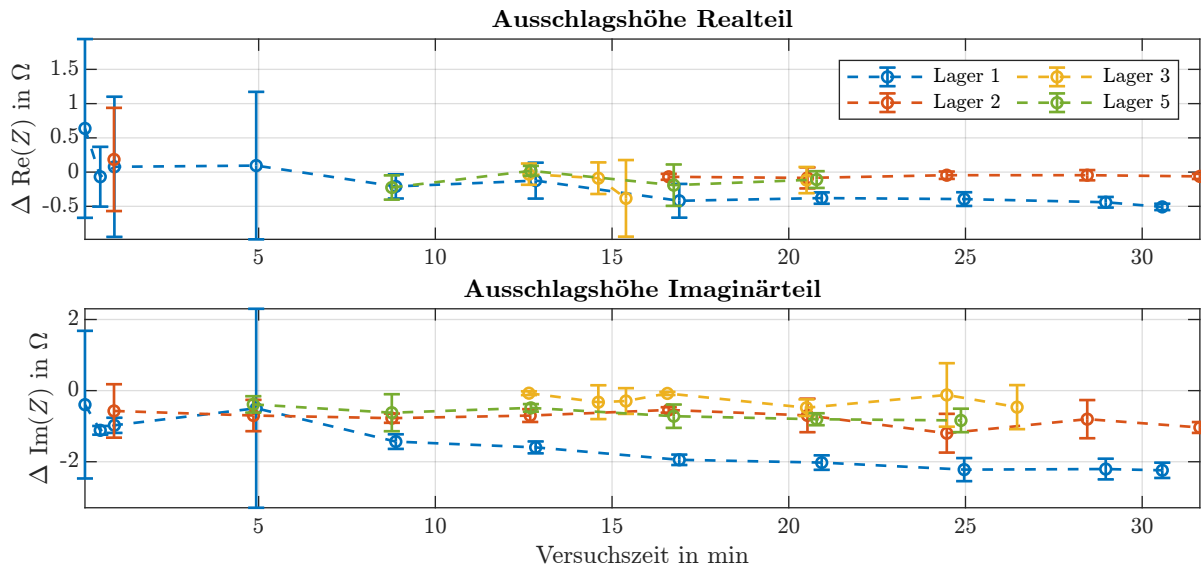 Ausschlagshöhe Realteil
Δ Re(Z) in Ω
1.5
1
0.5
0
-0.5
Lager 1
Lager 3
Lager 2
Lager 5
5
10
15
20
25
30
Ausschlagshöhe Imaginärteil
Δ Im(Z) in Ω
2
0
-2
5
10
15
20
25
30
Versuchszeit in min